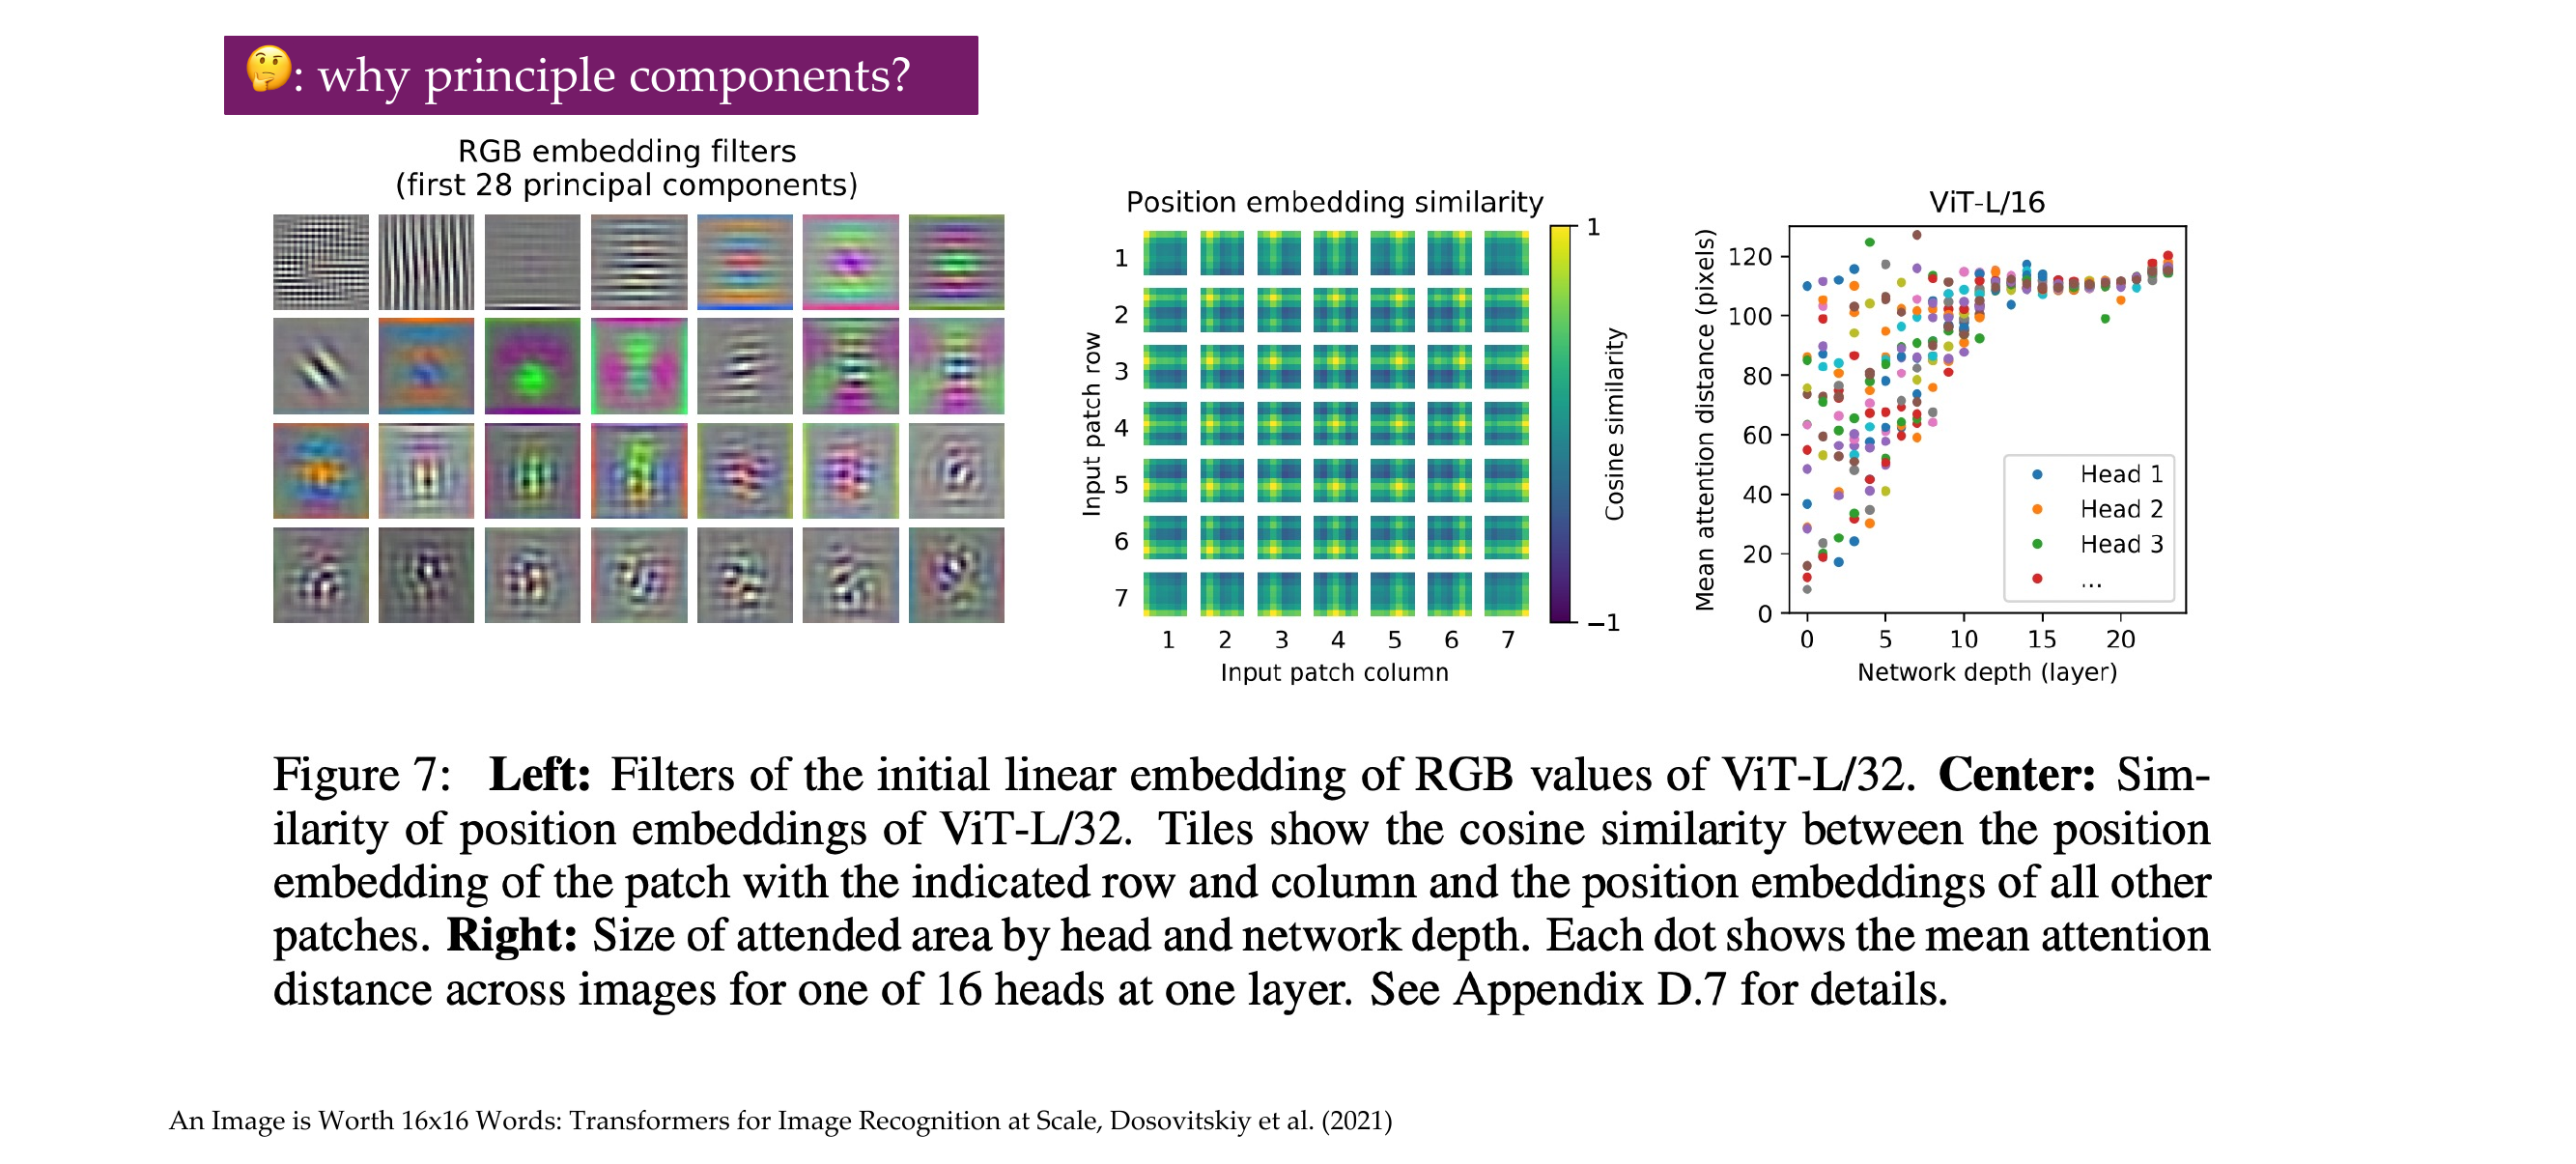 🤔: why principle components?
RGB embedding filters
(first 28 principal components)
Position embedding similarity
1
2
3
4
5
6
7
Input patch row
1 2 3 4 5 6 7
Input patch column
1
−1
Cosine similarity
ViT-L/16
120
100
80
60
40
20
0
Mean attention distance (pixels)
Head 1
Head 2
Head 3
...
0 5 10 15 20
Network depth (layer)
Figure 7: Left: Filters of the initial linear embedding of RGB values of ViT-L/32. Center: Sim-
ilarity of position embeddings of ViT-L/32. Tiles show the cosine similarity between the position
embedding of the patch with the indicated row and column and the position embeddings of all other
patches. Right: Size of attended area by head and network depth. Each dot shows the mean attention
distance across images for one of 16 heads at one layer. See Appendix D.7 for details.
An Image is Worth 16x16 Words: Transformers for Image Recognition at Scale, Dosovitskiy et al. (2021)